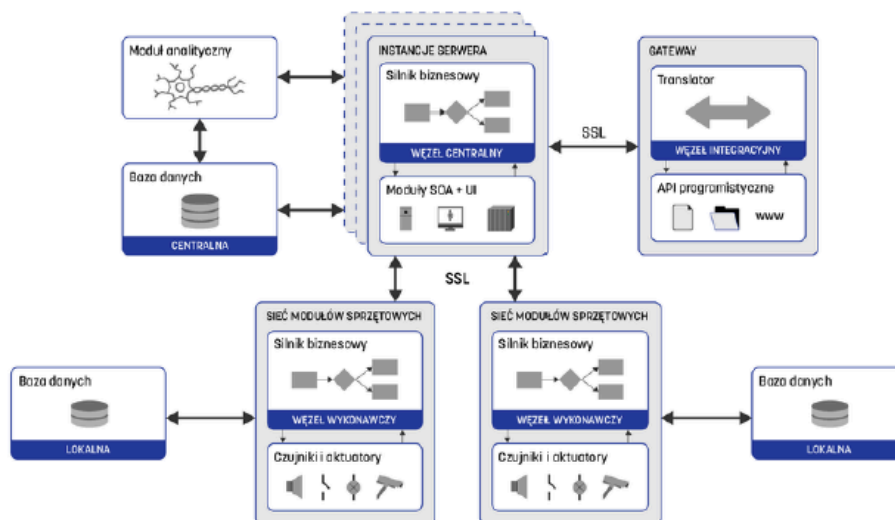 Moduł analityczny
Baza danych
CENTRALNA
INSTANCJE SERWERA
Silnik biznesowy
WĘZEŁ CENTRALNY
Moduły SOA + UI
SSL
GATEWAY
Translator
WĘZEŁ INTEGRACYJNY
API programistyczne
www
SSL
Baza danych
LOKALNA
SIEĆ MODUŁÓW SPRZĘTOWYCH
Silnik biznesowy
WĘZEŁ WYKONAWCZY
Czujniki i aktuatory
SIEĆ MODUŁÓW SPRZĘTOWYCH
Silnik biznesowy
WĘZEŁ WYKONAWCZY
Czujniki i aktuatory
Baza danych
LOKALNA